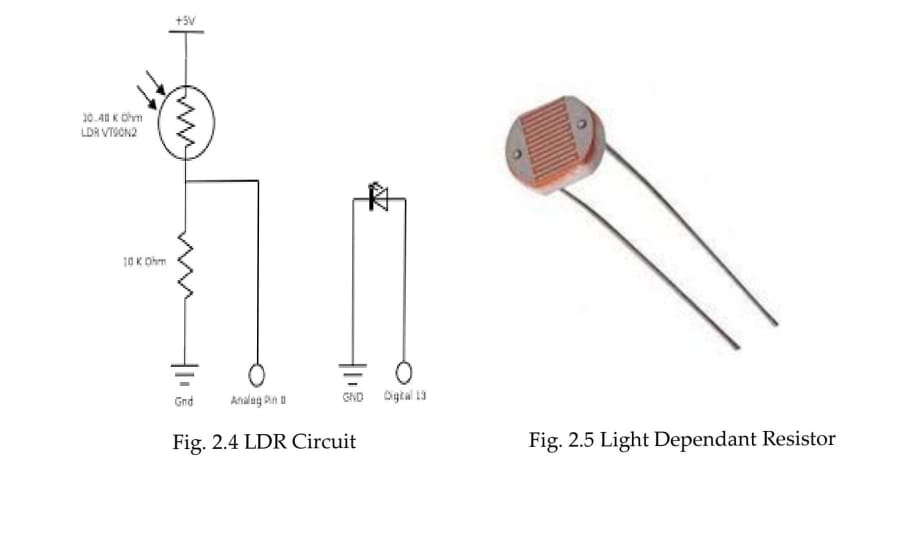 +5V
10..40 K Ohm
LDR VT90N2
10 K Ohm
Gnd
Analog Pin 0
GND
Digital 13
Fig. 2.4 LDR Circuit
Fig. 2.5 Light Dependant Resistor